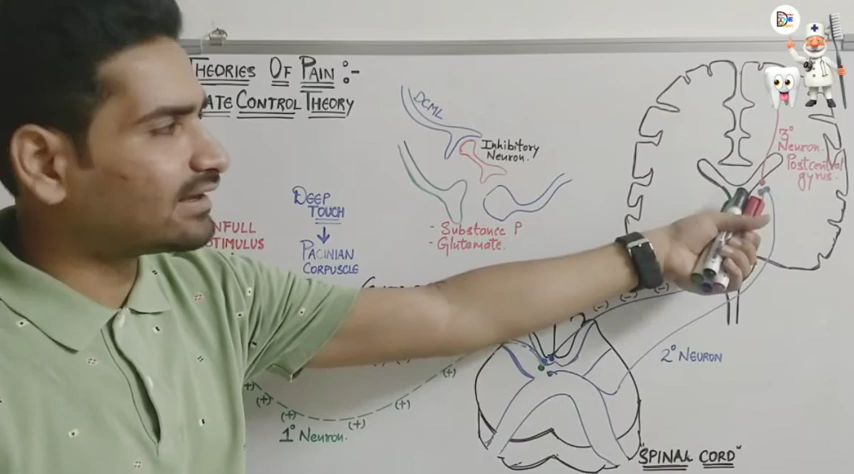 THEORIES OF PAIN :-
ATE CONTROL THEORY
DCML
Inhibitory
Neuron.
DEEP
TOUCH
PACINIAN
CORPUSCLE
NFULL
TIMULUS
- Substance P
- Glutamate.
3° 
Neuron.
Postcentral
gyrus.
(-) (-) (-)
(+) (+) (+) (+) (+) (+)
1° Neuron.
2° NEURON
"SPINAL CORD"